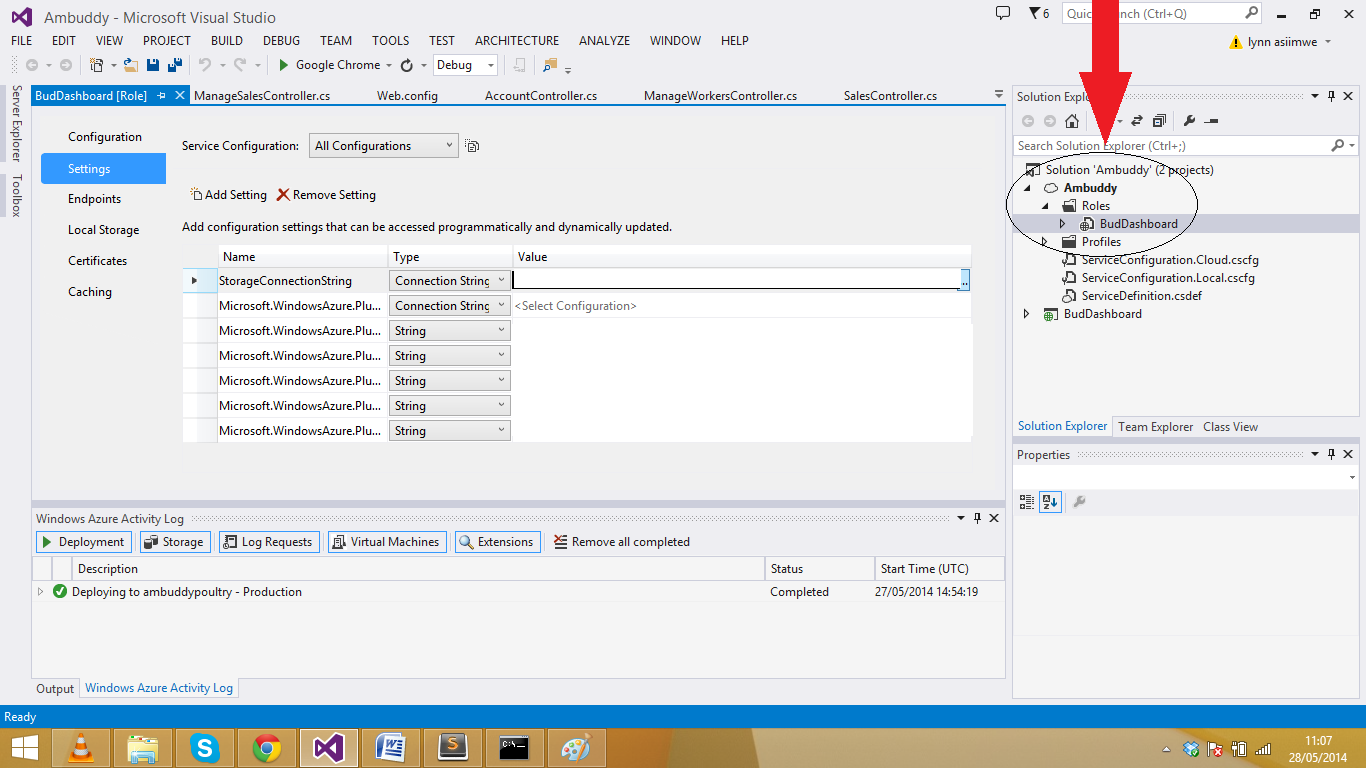 Ambuddy - Microsoft Visual Studio
6
Quick Launch (Ctrl+Q)
FILE EDIT VIEW PROJECT BUILD DEBUG TEAM TOOLS TEST ARCHITECTURE ANALYZE WINDOW HELP
lynn asiimwe
Google Chrome Debug
Server Explorer
Toolbox
BudDashboard [Role] ManageSalesController.cs Web.config AccountController.cs ManageWorkersController.cs SalesController.cs
Configuration
Settings
Endpoints
Local Storage
Certificates
Caching
Service Configuration: All Configurations
Add Setting Remove Setting
Add configuration settings that can be accessed programmatically and dynamically updated.
Name Type Value
StorageConnectionString Connection String ..
Microsoft.WindowsAzure.Plu... Connection String <Select Configuration>
Microsoft.WindowsAzure.Plu... String
Microsoft.WindowsAzure.Plu... String
Microsoft.WindowsAzure.Plu... String
Microsoft.WindowsAzure.Plu... String
Microsoft.WindowsAzure.Plu... String
Windows Azure Activity Log
Deployment Storage Log Requests Virtual Machines Extensions Remove all completed
Description Status Start Time (UTC)
Deploying to ambuddypoultry - Production Completed 27/05/2014 14:54:19
Output Windows Azure Activity Log
Solution Explo
Search Solution Explorer (Ctrl+;)
Solution 'Ambuddy' (2 projects)
Ambuddy
Roles
BudDashboard
Profiles
ServiceConfiguration.Cloud.cscfg
ServiceConfiguration.Local.cscfg
ServiceDefinition.csdef
BudDashboard
Solution Explorer Team Explorer Class View
Properties
Ready
11:07
28/05/2014